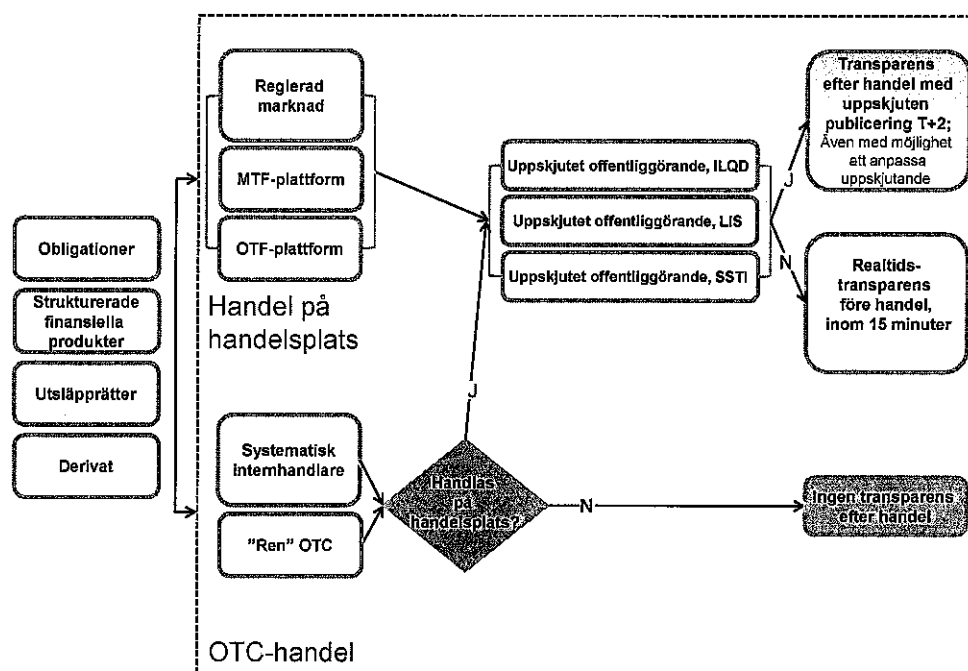 Obligationer
Strukturerade
finansiella
produkter
Utsläpprätter
Derivat
Reglerad
marknad
MTF-plattform
OTF-plattform
Handel på
handelsplats
Systematisk
internhandlare
"Ren" OTC
OTC-handel
Handlas
på
handelsplats?
J
N
Uppskjutet offentliggörande, ILQD
Uppskjutet offentliggörande, LIS
Uppskjutet offentliggörande, SSTI
J
N
Transparens
efter handel med
uppskjuten
publicering T+2;
Även med möjlighet
att anpassa
uppskjutande
Realtids-
transparens
före handel,
inom 15 minuter
Ingen transparens
efter handel